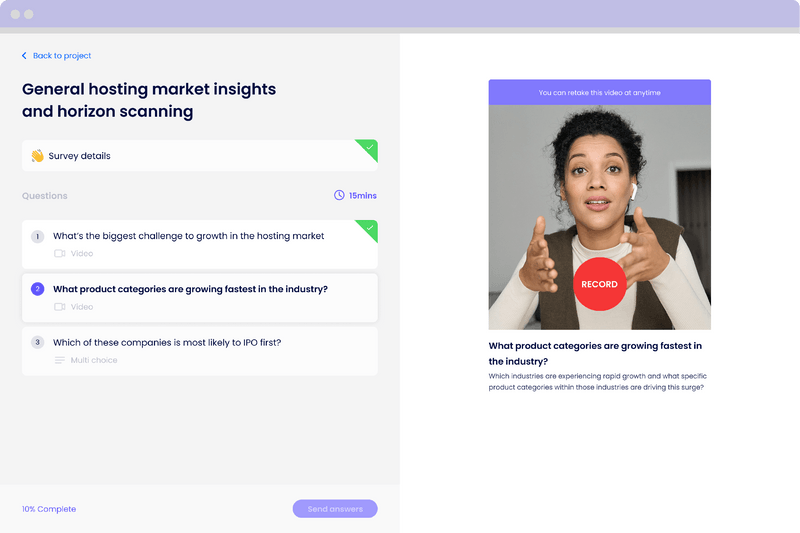 Back to project
General hosting market insights
and horizon scanning
Survey details
Questions
15mins
1
What's the biggest challenge to growth in the hosting market
Video
2
What product categories are growing fastest in the industry?
Video
3
Which of these companies is most likely to IPO first?
Multi choice
10% Complete
Send answers
You can retake this video at anytime
RECORD
What product categories are growing fastest in
the industry?
Which industries are experiencing rapid growth and what specific
product categories within those industries are driving this surge?